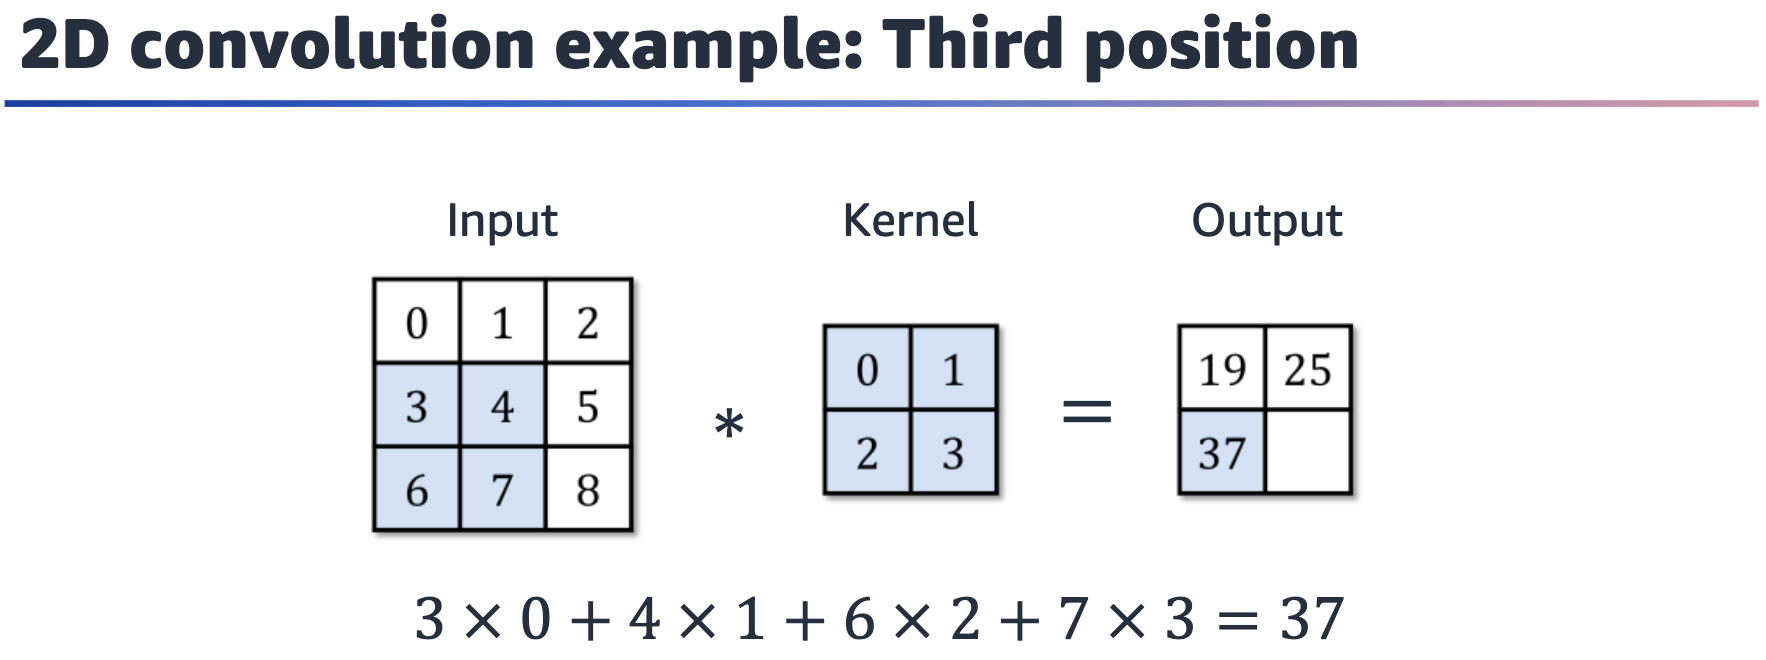 2D convolution example: Third position
Input Kernel Output
0 1 2
3 4 5
6 7 8
*
0 1
2 3
=
19 25
37
3 × 0 + 4 × 1 + 6 × 2 + 7 × 3 = 37